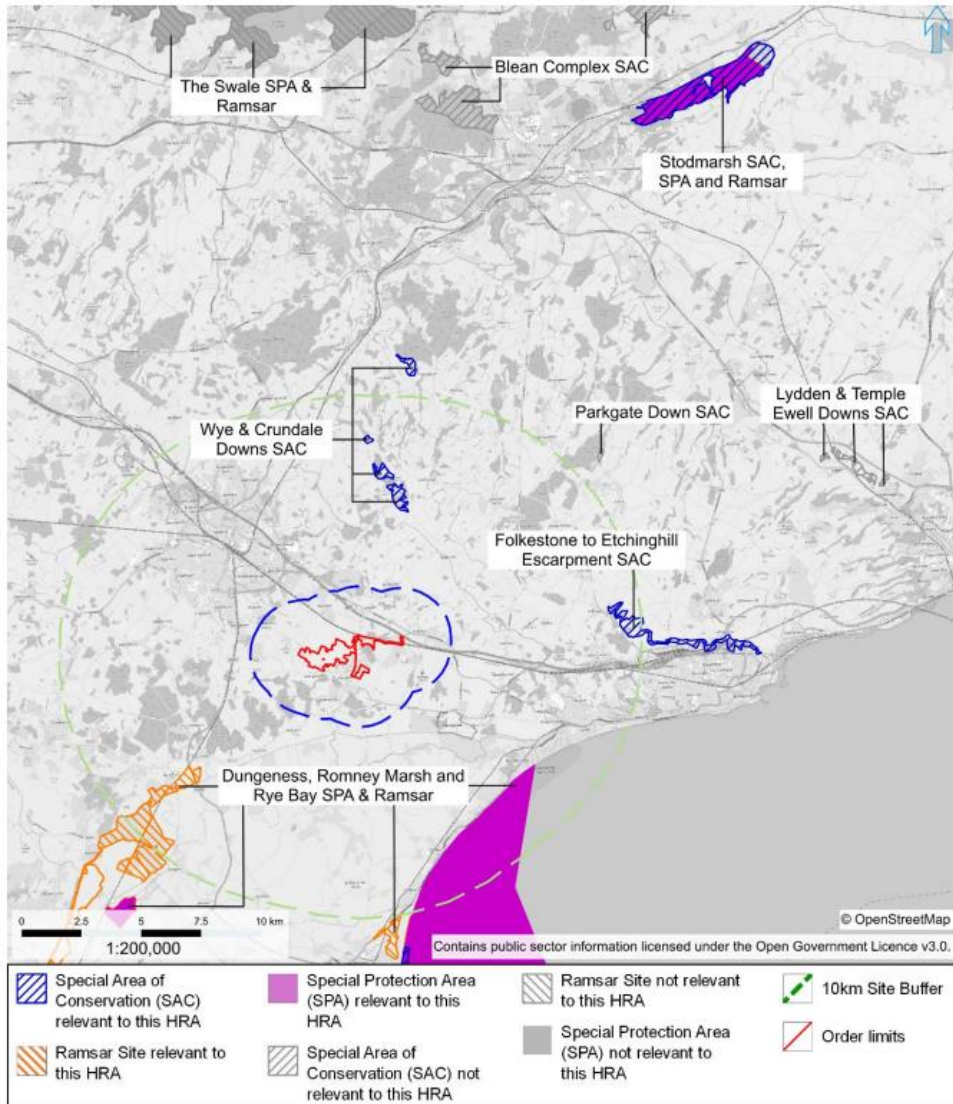 The Swale SPA &
Ramsar
Blean Complex SAC
Stodmarsh SAC,
SPA and Ramsar
Wye & Crundale
Downs SAC
Parkgate Down SAC
Lydden & Temple
Ewell Downs SAC
Folkestone to Etchinghill
Escarpment SAC
Dungeness, Romney Marsh and
Rye Bay SPA & Ramsar
0 2.5 5 7.5 10 km
1:200,000
© OpenStreetMap
Contains public sector information licensed under the Open Government Licence v3.0.
Special Area of
Conservation (SAC)
relevant to this HRA
Ramsar Site relevant to
this HRA
Special Protection Area
(SPA) relevant to this
HRA
Special Area of
Conservation (SAC) not
relevant to this HRA
Ramsar Site not relevant
to this HRA
Special Protection Area
(SPA) not relevant to
this HRA
10km Site Buffer
Order limits